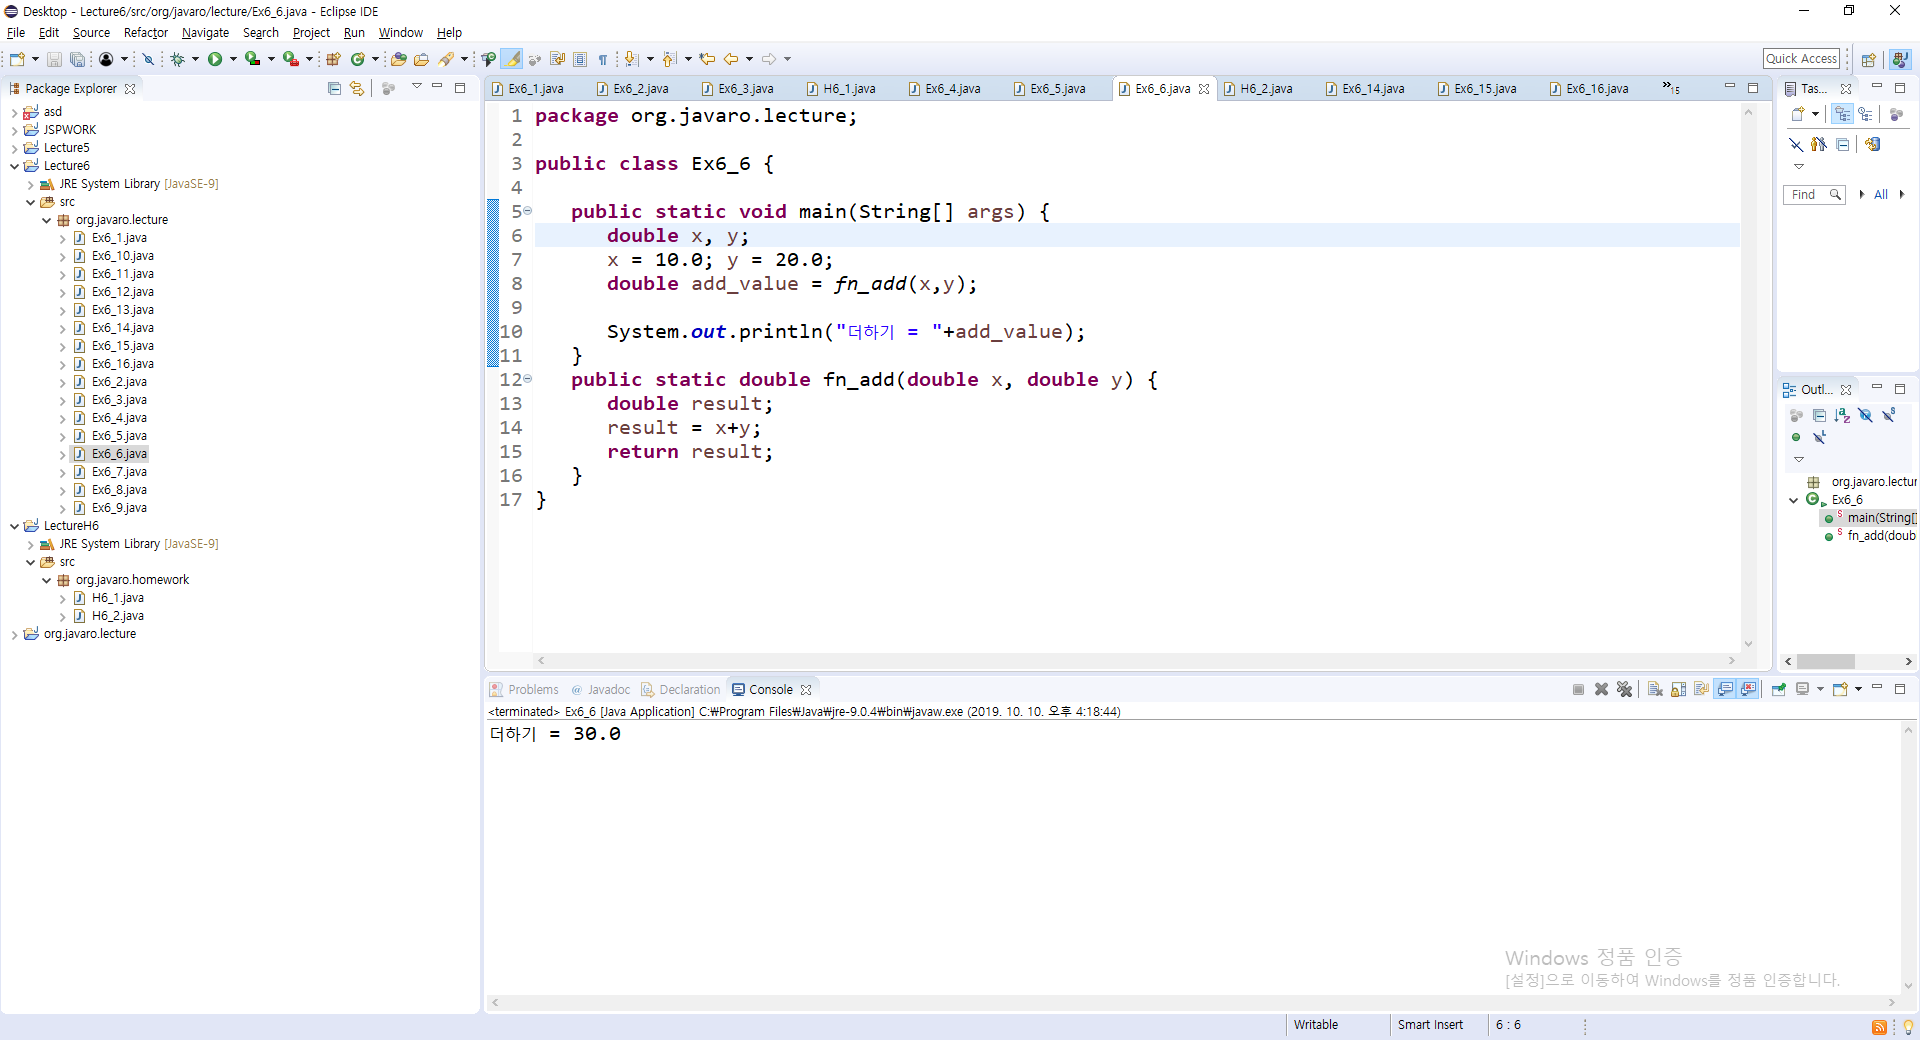 Desktop - Lecture6/src/org/javaro/lecture/Ex6_6.java - Eclipse IDE
File Edit Source Refactor Navigate Search Project Run Window Help
Quick Access
Package Explorer
asd
JSPWORK
Lecture5
Lecture6
JRE System Library [JavaSE-9]
src
org.javaro.lecture
Ex6_1.java
Ex6_10.java
Ex6_11.java
Ex6_12.java
Ex6_13.java
Ex6_14.java
Ex6_15.java
Ex6_16.java
Ex6_2.java
Ex6_3.java
Ex6_4.java
Ex6_5.java
Ex6_6.java
Ex6_7.java
Ex6_8.java
Ex6_9.java
LectureH6
JRE System Library [JavaSE-9]
src
org.javaro.homework
H6_1.java
H6_2.java
org.javaro.lecture
Ex6_1.java Ex6_2.java Ex6_3.java H6_1.java Ex6_4.java Ex6_5.java Ex6_6.java H6_2.java Ex6_14.java Ex6_15.java Ex6_16.java »15
1 package org.javaro.lecture;
2
3 public class Ex6_6 {
4
5 public static void main(String[] args) {
6 double x, y;
7 x = 10.0; y = 20.0;
8 double add_value = fn_add(x,y);
9
10 System.out.println("더하기 = "+add_value);
11 }
12 public static double fn_add(double x, double y) {
13 double result;
14 result = x+y;
15 return result;
16 }
17 }
Tas...
Find All
Outl...
org.javaro.lectur
Ex6_6
main(String[]
fn_add(doub
Problems @ Javadoc Declaration Console
<terminated> Ex6_6 [Java Application] C:₩Program Files₩Java₩jre-9.0.4₩bin₩javaw.exe (2019. 10. 10. 오후 4:18:44)
더하기 = 30.0
Windows 정품 인증
[설정]으로 이동하여 Windows를 정품 인증합니다.
Writable Smart Insert 6 : 6